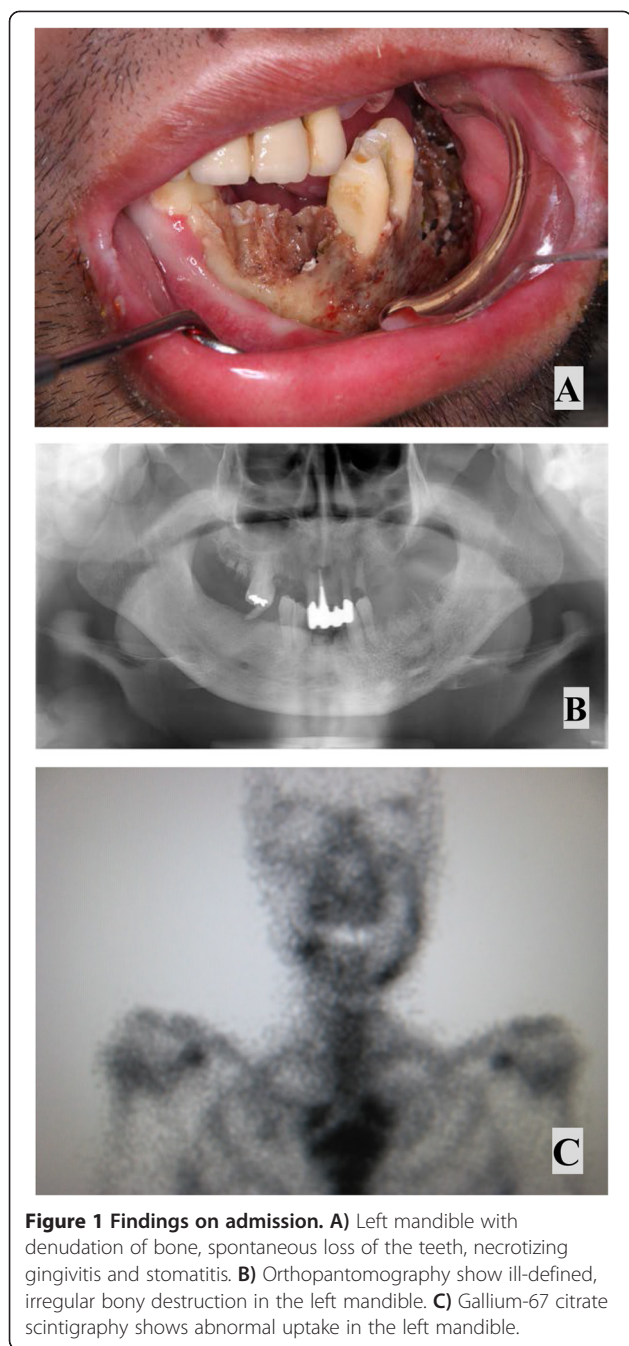 A
B
C
Figure 1 Findings on admission. A) Left mandible with
denudation of bone, spontaneous loss of the teeth, necrotizing
gingivitis and stomatitis. B) Orthopantomography show ill-defined,
irregular bony destruction in the left mandible. C) Gallium-67 citrate
scintigraphy shows abnormal uptake in the left mandible.